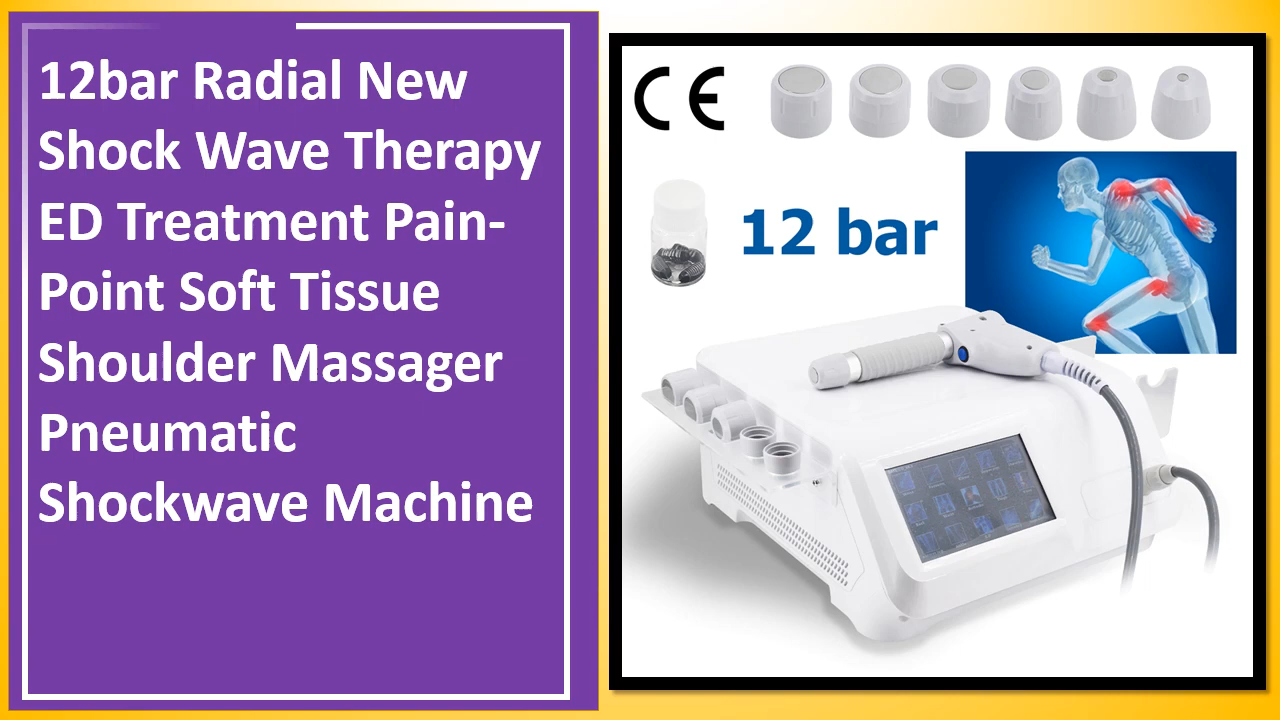 12bar Radial New
Shock Wave Therapy
ED Treatment Pain-
Point Soft Tissue
Shoulder Massager
Pneumatic
Shockwave Machine
CE
12 bar